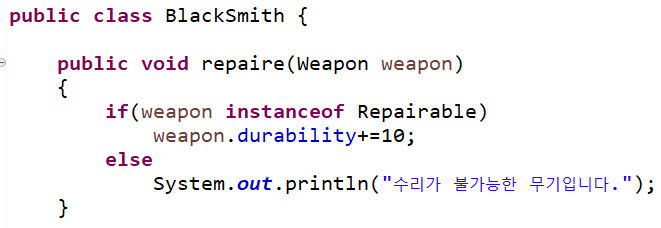 public class BlackSmith {
public void repaire(Weapon weapon)
{
if(weapon instanceof Repairable)
weapon.durability+=10;
else
System.out.println("수리가 불가능한 무기입니다.");
}